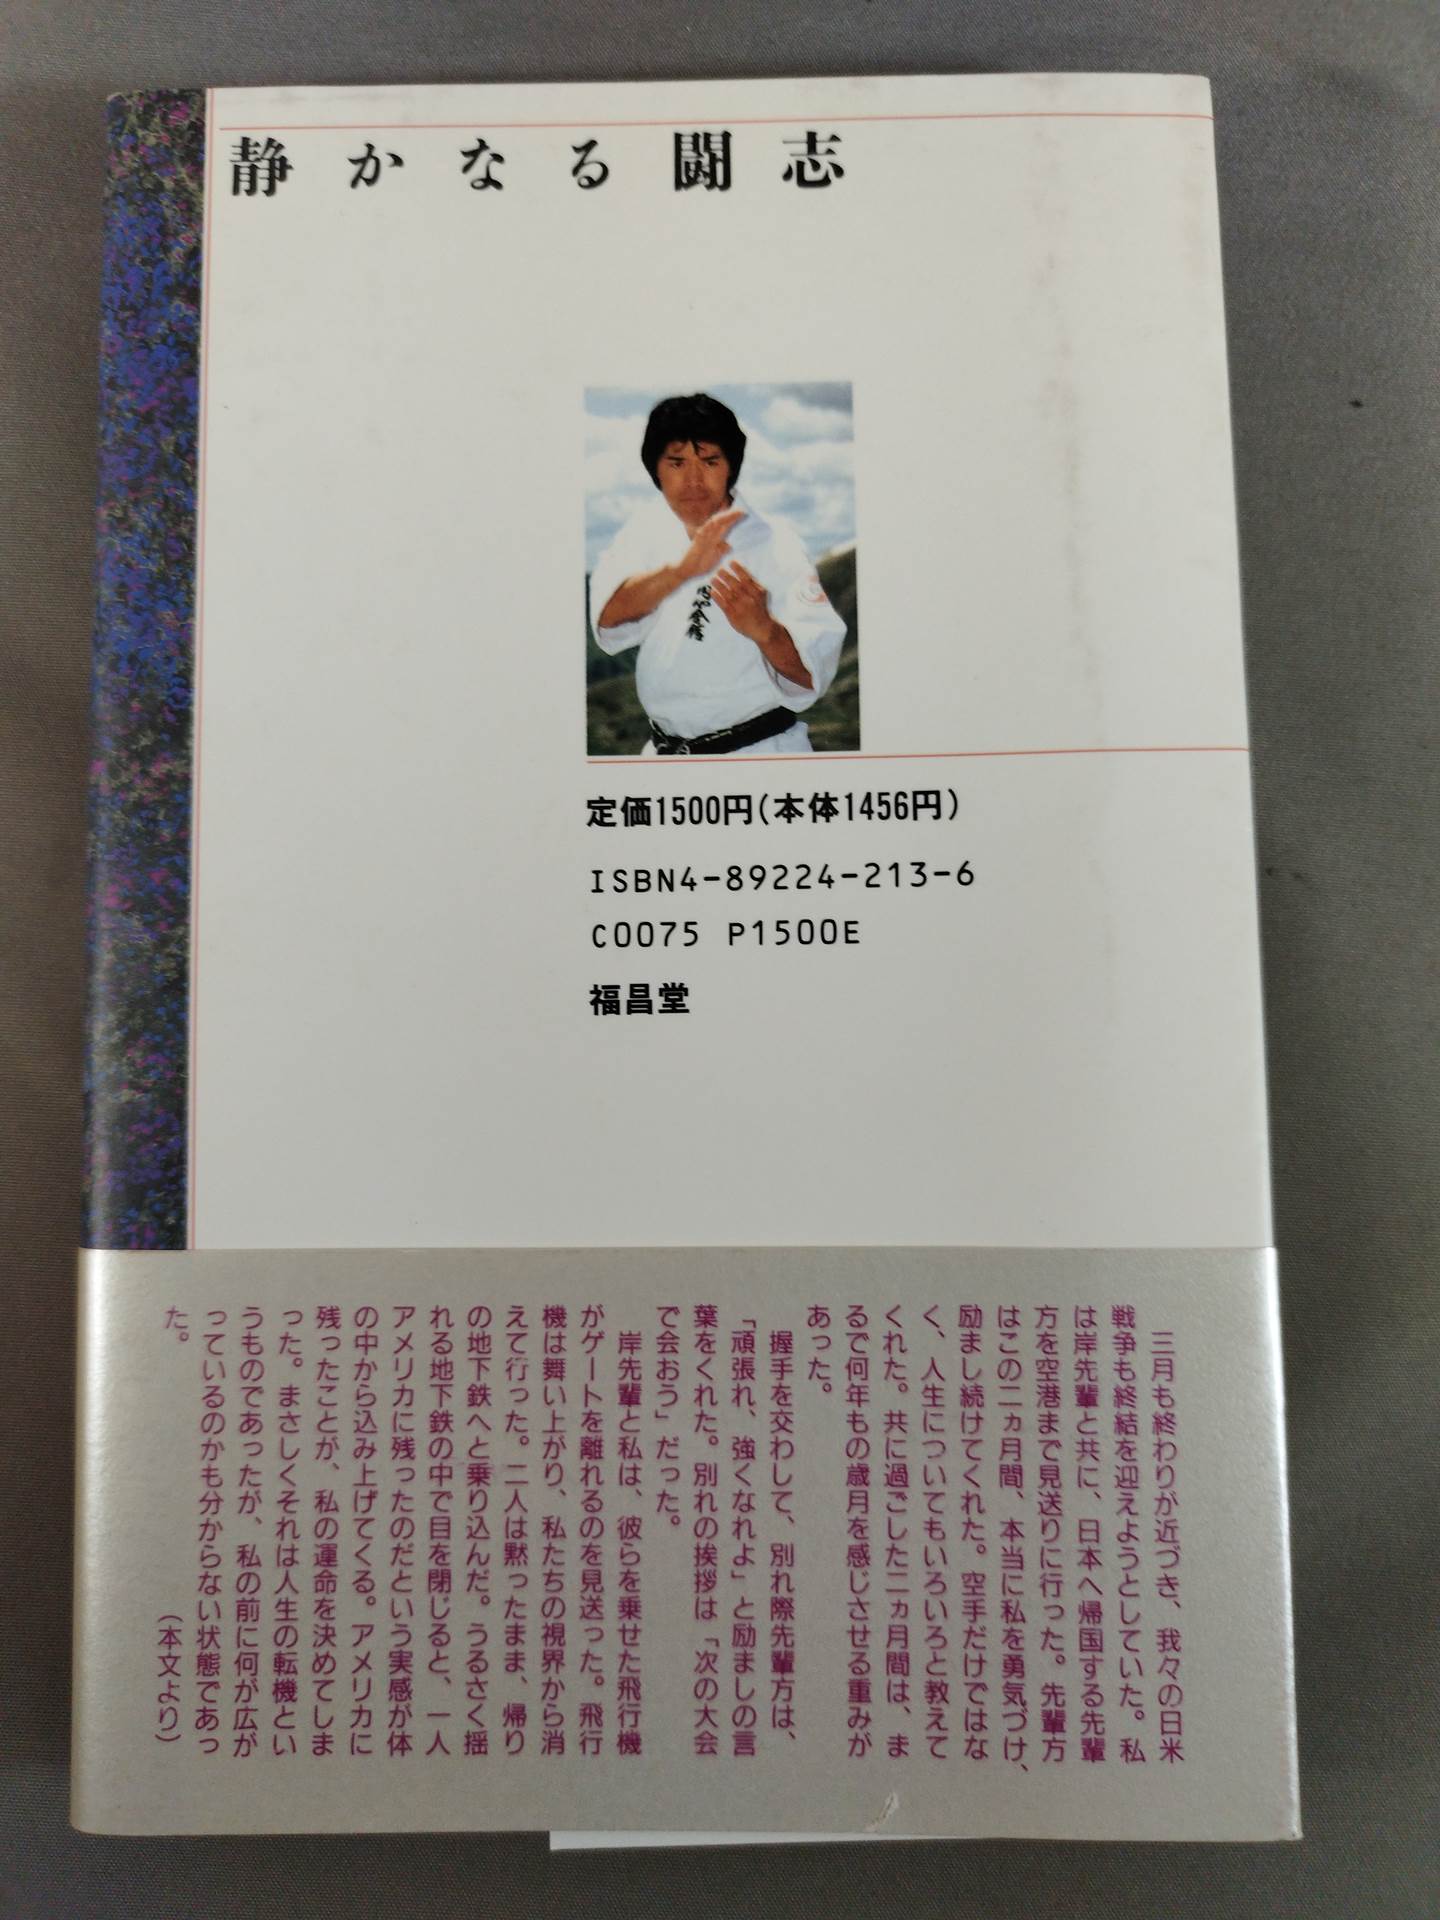 静かなる闘志
定価1500円(本体1456円)
ISBN4-89224-213-6
C0075 P1500E
福昌堂
三月も終わりが近づき、我々の日米
戦争も終結を迎えようとしていた。私
は岸先輩と共に、日本へ帰国する先輩
方を空港まで見送りに行った。先輩方
はこの二ヵ月間、本当に私を勇気づけ、
励まし続けてくれた。空手だけではな
く、人生についてもいろいろと教えて
くれた。共に過ごした二ヵ月間は、ま
るで何年もの歳月を感じさせる重みが
あった。
握手を交わして、別れ際先輩方は、
「頑張れ、強くなれよ」と励ましの言
葉をくれた。別れの挨拶は「次の大会
で会おう」だった。
岸先輩と私は、彼らを乗せた飛行機
がゲートを離れるのを見送った。飛行
機は舞い上がり、私たちの視界から消
えて行った。二人は黙ったまま、帰り
の地下鉄へと乗り込んだ。うるさく揺
れる地下鉄の中で目を閉じると、一人
アメリカに残ったのだという実感が体
の中から込み上げてくる。アメリカに
残ったことが、私の運命を決めてしま
った。まさしくそれは人生の転機とい
うものであったが、私の前に何が広が
っているのかも分からない状態であっ
た。
(本文より)